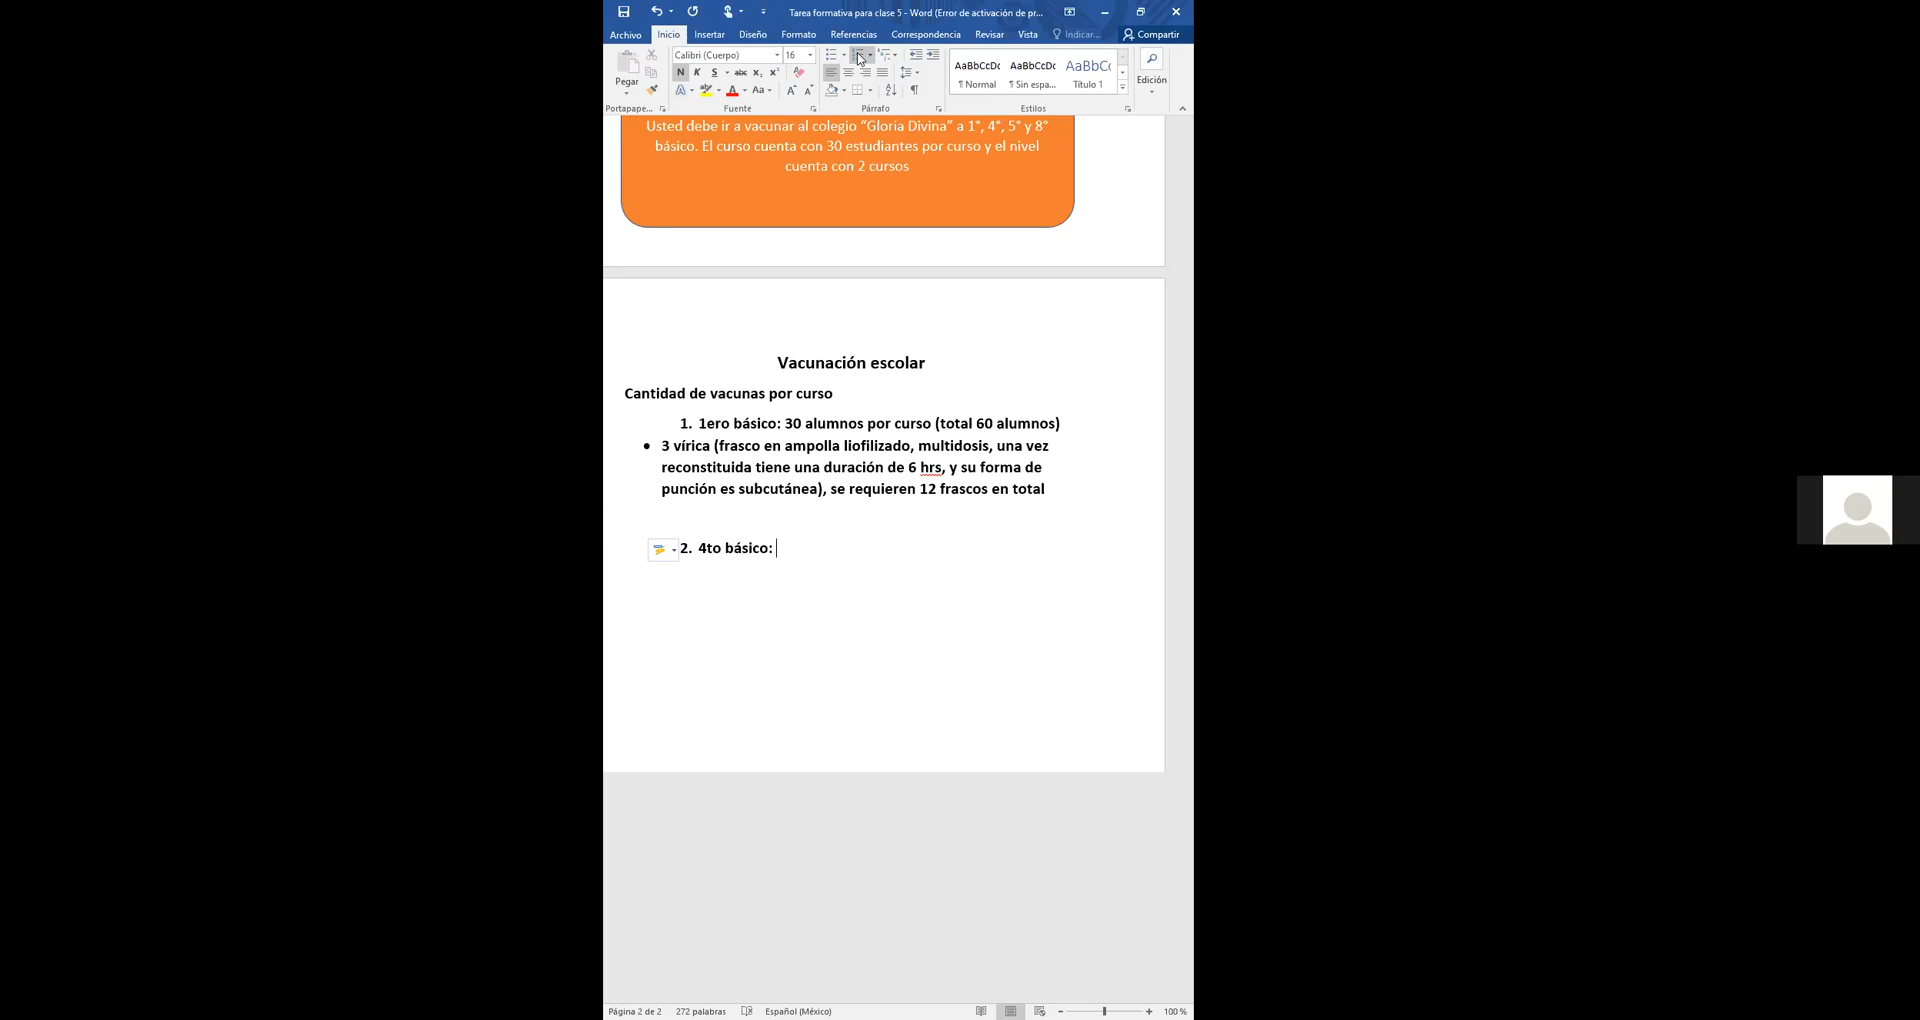 Tarea formativa para clase 5 - Word (Error de activación de pr...
Archivo Inicio Insertar Diseño Formato Referencias Correspondencia Revisar Vista Indicar... Compartir
Pegar
Calibri (Cuerpo) 16
N K S abc x₂ x²
A aby A Aa A A
AaBbCcDc AaBbCcDc AaBbCc
¶ Normal ¶ Sin espa... Título 1
Edición
Portapape... Fuente Párrafo Estilos
Usted debe ir a vacunar al colegio “Gloria Divina” a 1°, 4°, 5° y 8°
básico. El curso cuenta con 30 estudiantes por curso y el nivel
cuenta con 2 cursos
Vacunación escolar
Cantidad de vacunas por curso
1. 1ero básico: 30 alumnos por curso (total 60 alumnos)
• 3 vírica (frasco en ampolla liofilizado, multidosis, una vez
reconstituida tiene una duración de 6 hrs, y su forma de
punción es subcutánea), se requieren 12 frascos en total
2. 4to básico:
Página 2 de 2 272 palabras Español (México) 100 %